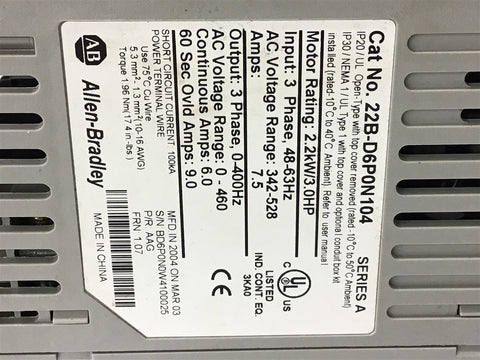 Cat No. 22B-D6P0N104 SERIES A
IP20 / UL Open-Type with top cover removed (rated -10°C to 50°C Ambient)
IP30 / NEMA 1 / UL Type 1 with top cover and optional conduit box kit
installed (rated -10°C to 40°C Ambient). Refer to user manual
Motor Rating: 2.2kW/3.0HP
Input: 3 Phase, 48-63Hz
AC Voltage Range: 342-528
Amps: 7.5
Output: 3 Phase, 0-400Hz
AC Voltage Range: 0 - 460
Continuous Amps: 6.0
60 Sec Ovld Amps: 9.0
C UL US
LISTED
IND. CONT. EQ.
3KA0
CE
SHORT CIRCUIT CURRENT: 100kA
POWER TERMINAL WIRE
Use 75°C Cu Wire
5.3 mm² - 1.3 mm² (10-16 AWG)
Torque 1.96 Nm (17.4 in-lbs.)
MFD IN 2004 ON MAR 03
S/N BD6P0N0W4100025
P/R: AAG
FRN: 1.07
MADE IN CHINA
AB
Allen-Bradley